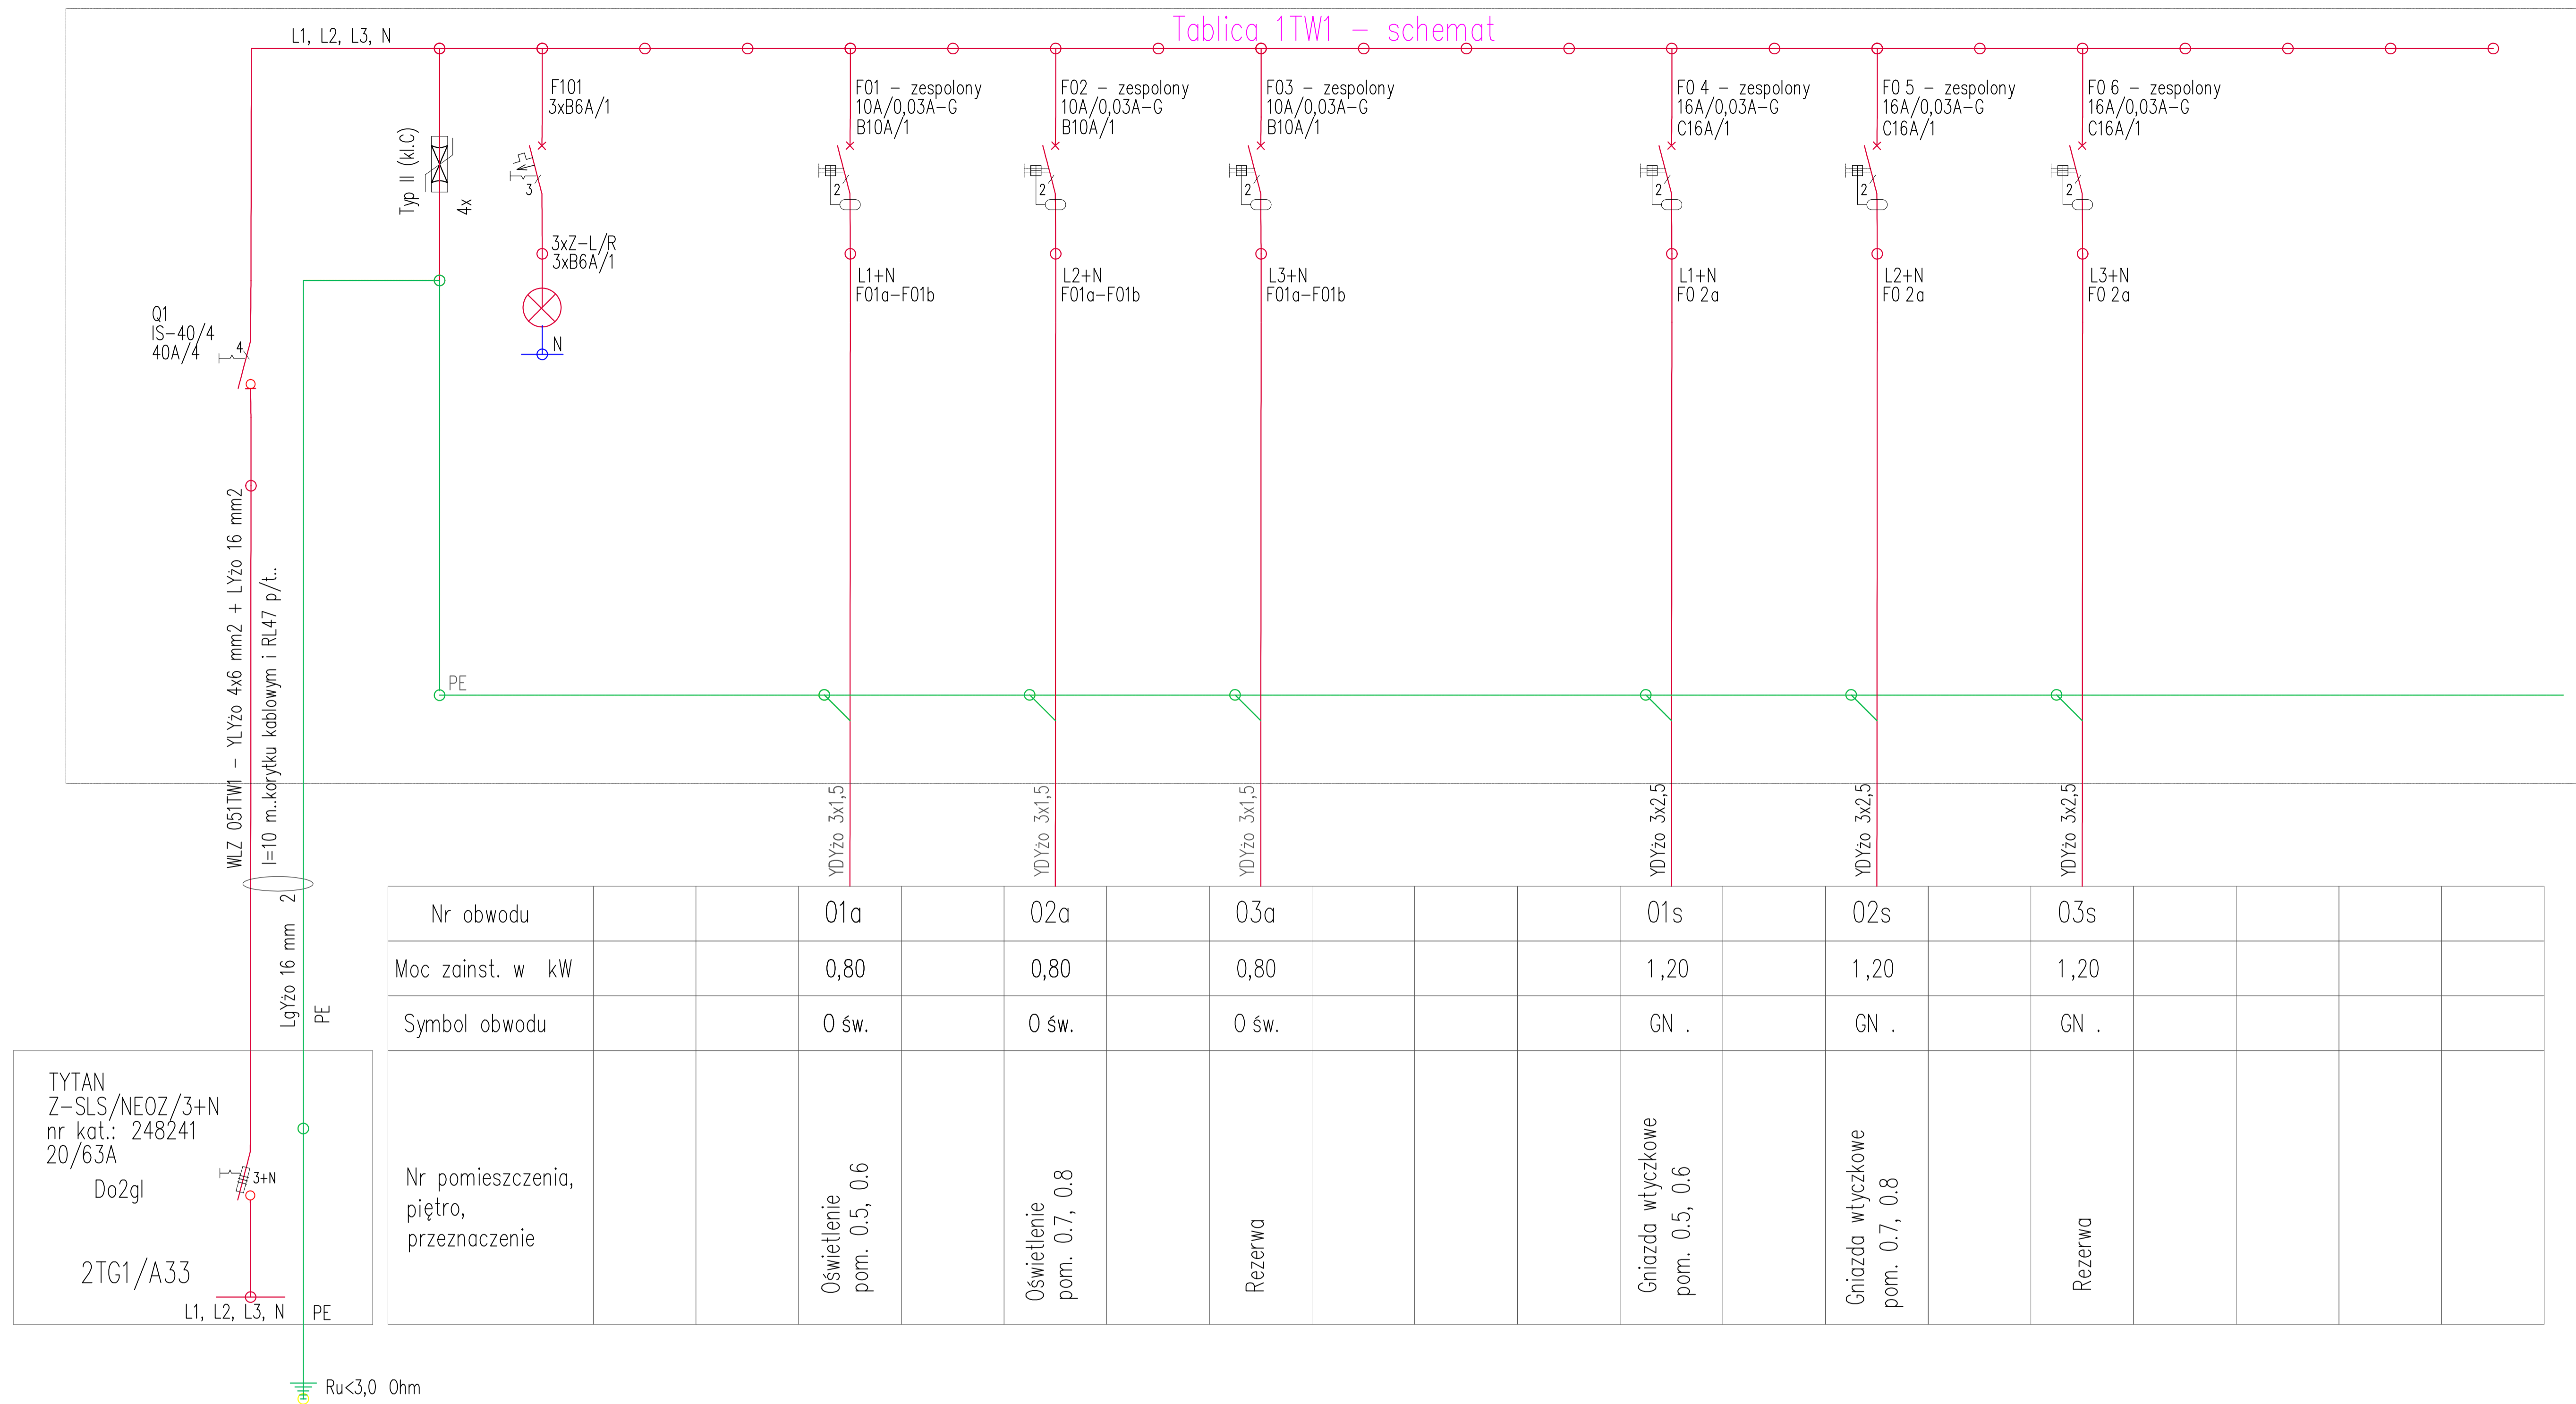 Tablica 1TW1 – schemat
L1, L2, L3, N
F101
3xB6A/1
F01 – zespolony
10A/0,03A-G
B10A/1
F02 – zespolony
10A/0,03A-G
B10A/1
F03 – zespolony
10A/0,03A-G
B10A/1
F0 4 – zespolony
16A/0,03A-G
C16A/1
F0 5 – zespolony
16A/0,03A-G
C16A/1
F0 6 – zespolony
16A/0,03A-G
C16A/1
Typ II (kl.C)
4x
3
2
2
2
2
2
2
3xZ-L/R
3xB6A/1
N
L1+N
F01a-F01b
L2+N
F01a-F01b
L3+N
F01a-F01b
L1+N
F0 2a
L2+N
F0 2a
L3+N
F0 2a
Q1
IS-40/4
40A/4
4
WLZ 051TW1 – YLYżo 4x6 mm2 + LYżo 16 mm2
l=10 m..korytku kablowym i RL47 p/t..
PE
YDYżo 3x1,5
YDYżo 3x1,5
YDYżo 3x1,5
YDYżo 3x2,5
YDYżo 3x2,5
YDYżo 3x2,5
LgYżo 16 mm 2
PE
Nr obwodu 01a 02a 03a 01s 02s 03s
Moc zainst. w kW 0,80 0,80 0,80 1,20 1,20 1,20
Symbol obwodu O św. O św. O św. GN . GN . GN .
Nr pomieszczenia,
piętro,
przeznaczenie
Oświetlenie
pom. 0.5, 0.6
Oświetlenie
pom. 0.7, 0.8
Rezerwa
Gniazda wtyczkowe
pom. 0.5, 0.6
Gniazda wtyczkowe
pom. 0.7, 0.8
Rezerwa
TYTAN
Z-SLS/NEOZ/3+N
nr kat.: 248241
20/63A
Do2gl
3+N
2TG1/A33
L1, L2, L3, N
PE
Ru<3,0 Ohm